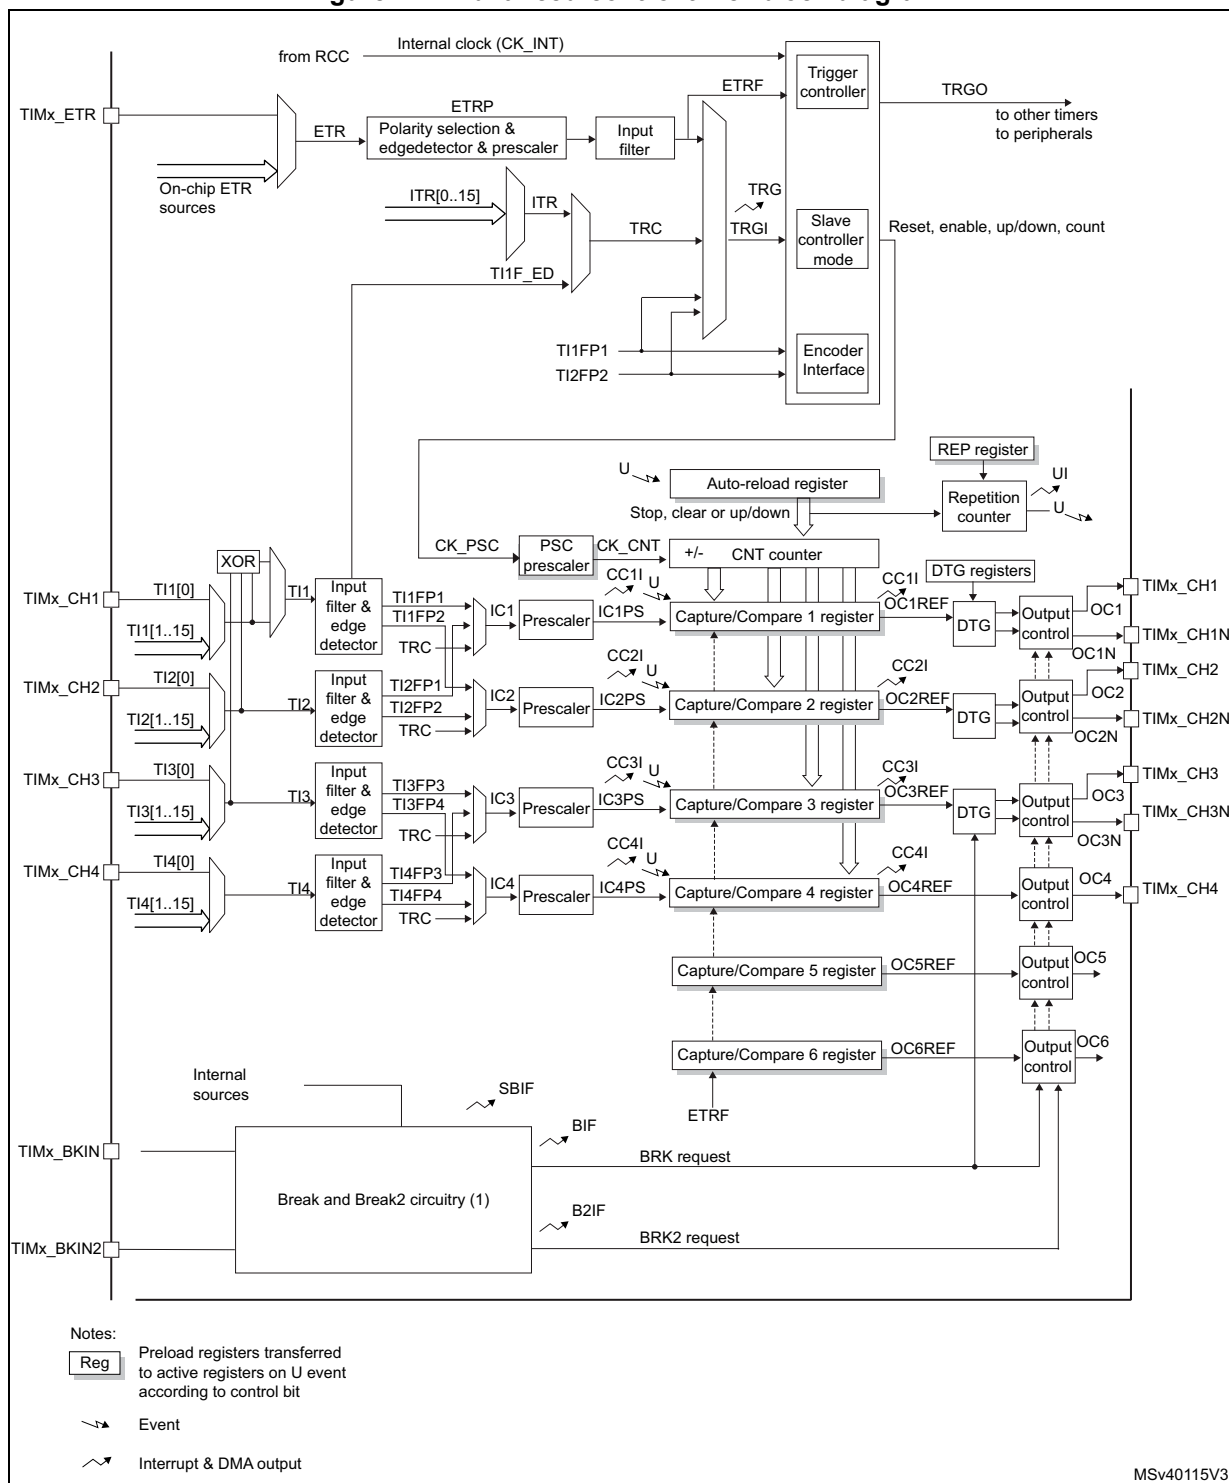 Internal clock (CK_INT)
from RCC
TIMx_ETR
ETR
ETRP
Polarity selection &
edgedetector & prescaler
Input
filter
ETRF
Trigger
controller
TRGO
to other timers
to peripherals
On-chip ETR
sources
ITR[0..15]
ITR
TRC
TI1F_ED
TRG
TRGI
Slave
controller
mode
Reset, enable, up/down, count
TI1FP1
TI2FP2
Encoder
Interface
REP register
U
Auto-reload register
Stop, clear or up/down
Repetition
counter
UI
U
CK_PSC
PSC
prescaler
CK_CNT
+/-
CNT counter
DTG registers
XOR
TIMx_CH1
TI1[0]
TI1[1..15]
TI1
Input
filter &
edge
detector
TI1FP1
TI1FP2
TRC
IC1
Prescaler
IC1PS
CC1I
U
Capture/Compare 1 register
CC1I
OC1REF
DTG
Output
control
OC1
OC1N
TIMx_CH1
TIMx_CH1N
TIMx_CH2
TI2[0]
TI2[1..15]
TI2
Input
filter &
edge
detector
TI2FP1
TI2FP2
TRC
IC2
Prescaler
IC2PS
CC2I
U
Capture/Compare 2 register
CC2I
OC2REF
DTG
Output
control
OC2
OC2N
TIMx_CH2
TIMx_CH2N
TIMx_CH3
TI3[0]
TI3[1..15]
TI3
Input
filter &
edge
detector
TI3FP3
TI3FP4
TRC
IC3
Prescaler
IC3PS
CC3I
U
Capture/Compare 3 register
CC3I
OC3REF
DTG
Output
control
OC3
OC3N
TIMx_CH3
TIMx_CH3N
TIMx_CH4
TI4[0]
TI4[1..15]
TI4
Input
filter &
edge
detector
TI4FP3
TI4FP4
TRC
IC4
Prescaler
IC4PS
CC4I
U
Capture/Compare 4 register
CC4I
OC4REF
Output
control
OC4
TIMx_CH4
Capture/Compare 5 register
OC5REF
Output
control
OC5
Capture/Compare 6 register
OC6REF
Output
control
OC6
ETRF
Internal
sources
SBIF
TIMx_BKIN
BIF
BRK request
Break and Break2 circuitry (1)
TIMx_BKIN2
B2IF
BRK2 request
Notes:
Reg
Preload registers transferred
to active registers on U event
according to control bit
Event
Interrupt & DMA output
MSv40115V3